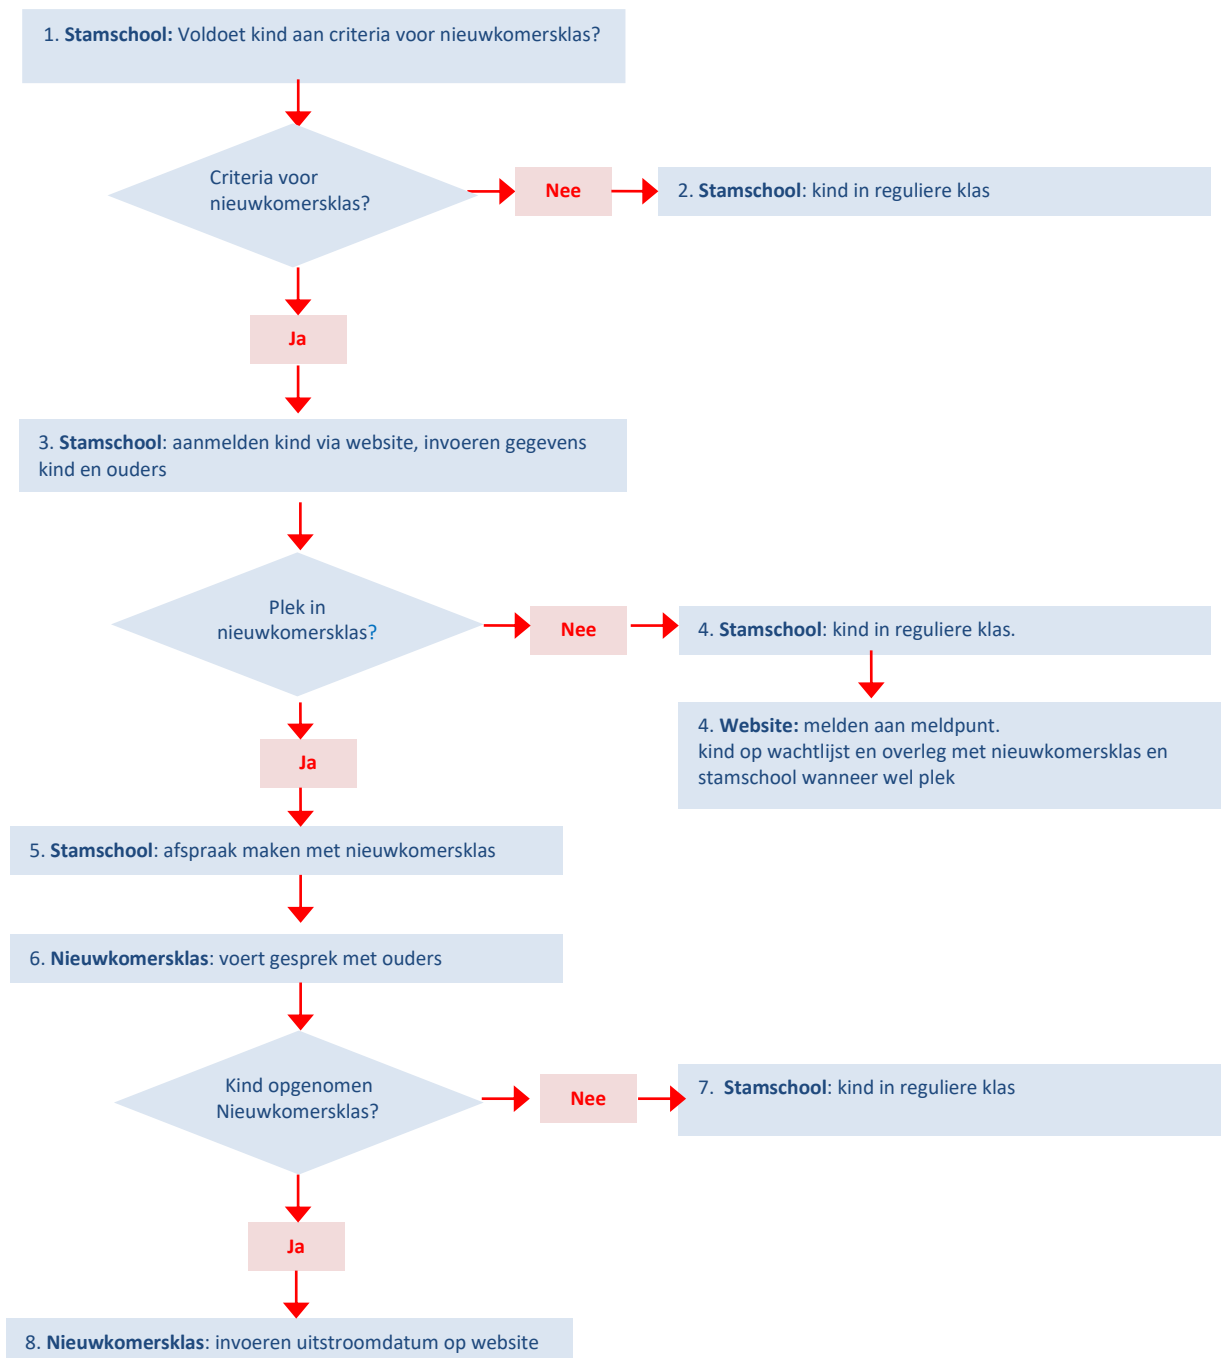 1. Stamschool: Voldoet kind aan criteria voor nieuwkomersklas?
Criteria voor
nieuwkomersklas?
Nee
2. Stamschool: kind in reguliere klas
Ja
3. Stamschool: aanmelden kind via website, invoeren gegevens
kind en ouders
Plek in
nieuwkomersklas?
Nee
4. Stamschool: kind in reguliere klas.
4. Website: melden aan meldpunt.
kind op wachtlijst en overleg met nieuwkomersklas en
stamschool wanneer wel plek
Ja
5. Stamschool: afspraak maken met nieuwkomersklas
6. Nieuwkomersklas: voert gesprek met ouders
Kind opgenomen
Nieuwkomersklas?
Nee
7. Stamschool: kind in reguliere klas
Ja
8. Nieuwkomersklas: invoeren uitstroomdatum op website